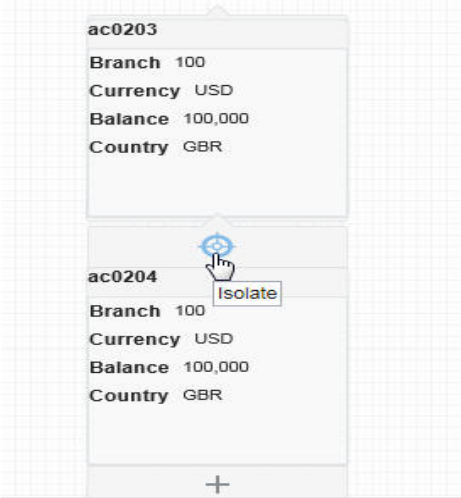 ac0203
Branch 100
Currency USD
Balance 100,000
Country GBR
ac0204
Isolate
Branch 100
Currency USD
Balance 100,000
Country GBR